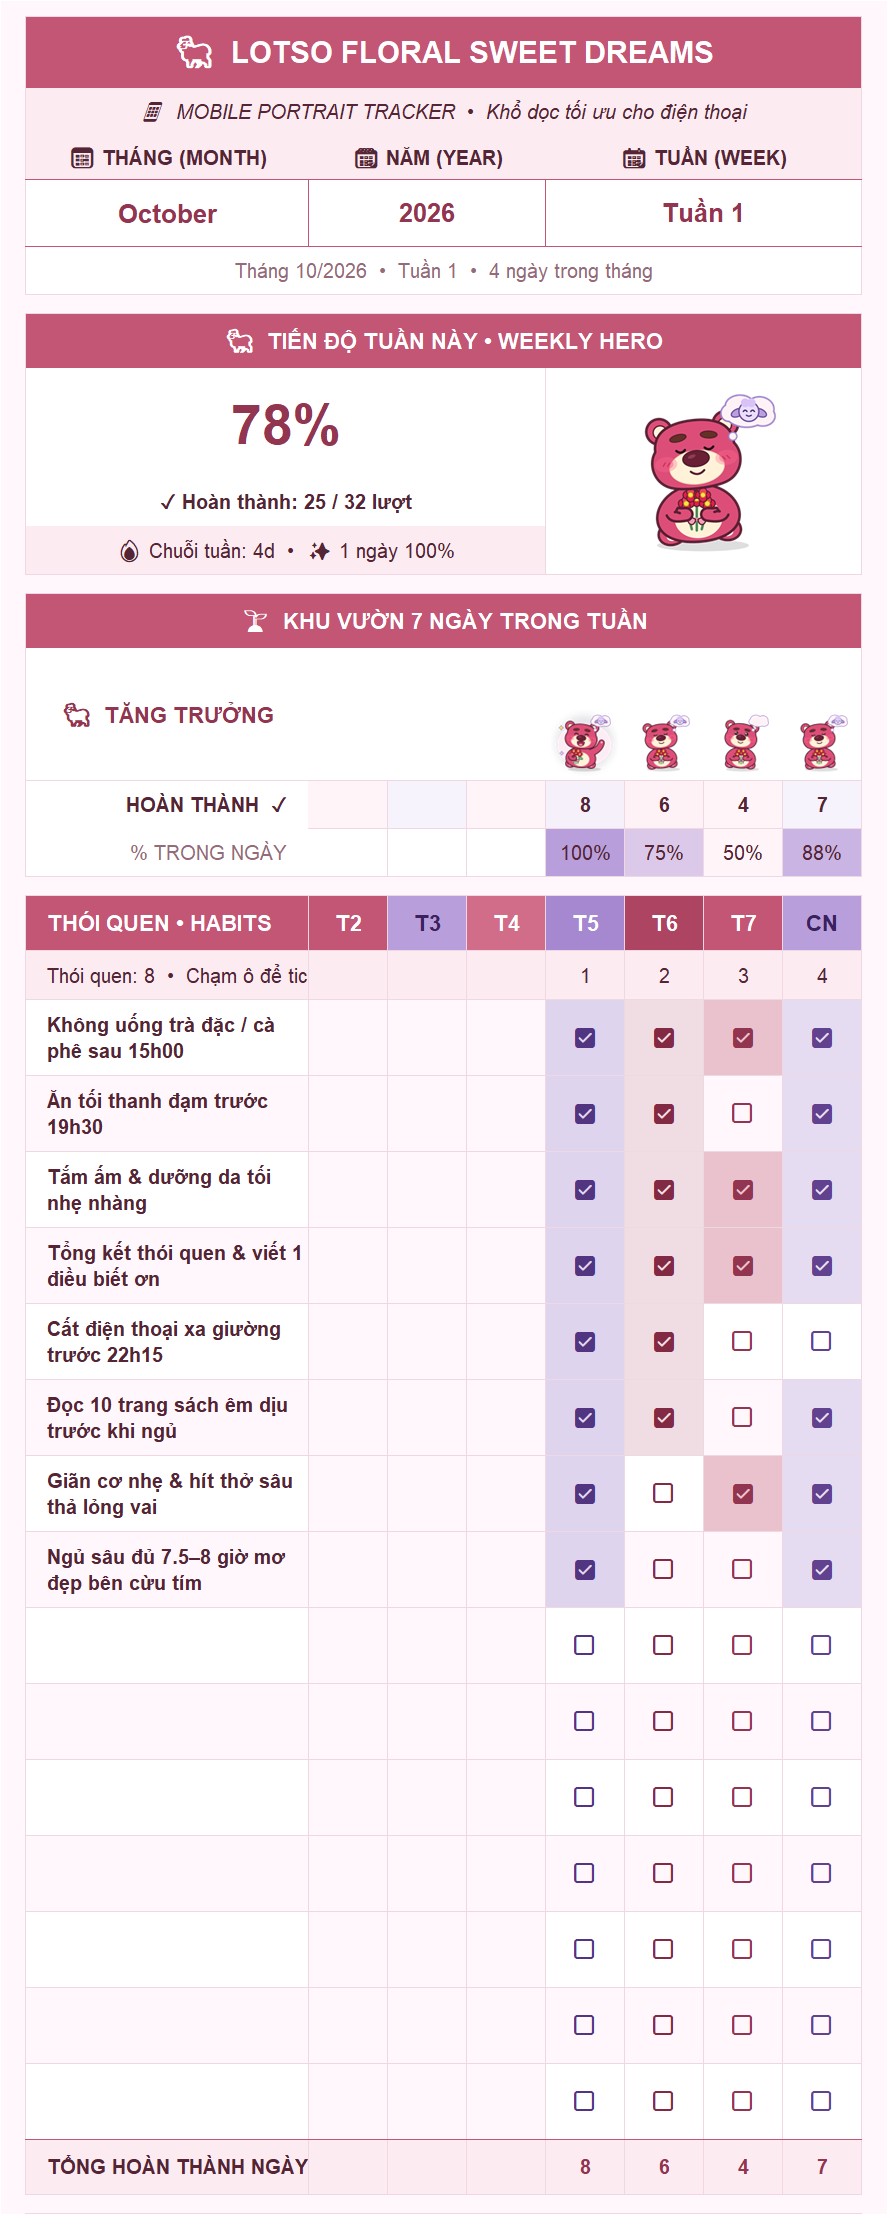 LOTSO FLORAL SWEET DREAMS
MOBILE PORTRAIT TRACKER • Khổ dọc tối ưu cho điện thoại
THÁNG (MONTH) NĂM (YEAR) TUẦN (WEEK)
October 2026 Tuần 1
Tháng 10/2026 • Tuần 1 • 4 ngày trong tháng
TIẾN ĐỘ TUẦN NÀY • WEEKLY HERO
78%
✓ Hoàn thành: 25 / 32 lượt
Chuỗi tuần: 4d • 1 ngày 100%
KHU VƯỜN 7 NGÀY TRONG TUẦN
TĂNG TRƯỞNG
HOÀN THÀNH ✓ 8 6 4 7
% TRONG NGÀY 100% 75% 50% 88%
THÓI QUEN • HABITS T2 T3 T4 T5 T6 T7 CN
Thói quen: 8 • Chạm ô để tic 1 2 3 4
Không uống trà đặc / cà
phê sau 15h00
Ăn tối thanh đạm trước
19h30
Tắm ấm & dưỡng da tối
nhẹ nhàng
Tổng kết thói quen & viết 1
điều biết ơn
Cất điện thoại xa giường
trước 22h15
Đọc 10 trang sách êm dịu
trước khi ngủ
Giãn cơ nhẹ & hít thở sâu
thả lỏng vai
Ngủ sâu đủ 7.5–8 giờ mơ
đẹp bên cừu tím
TỔNG HOÀN THÀNH NGÀY 8 6 4 7